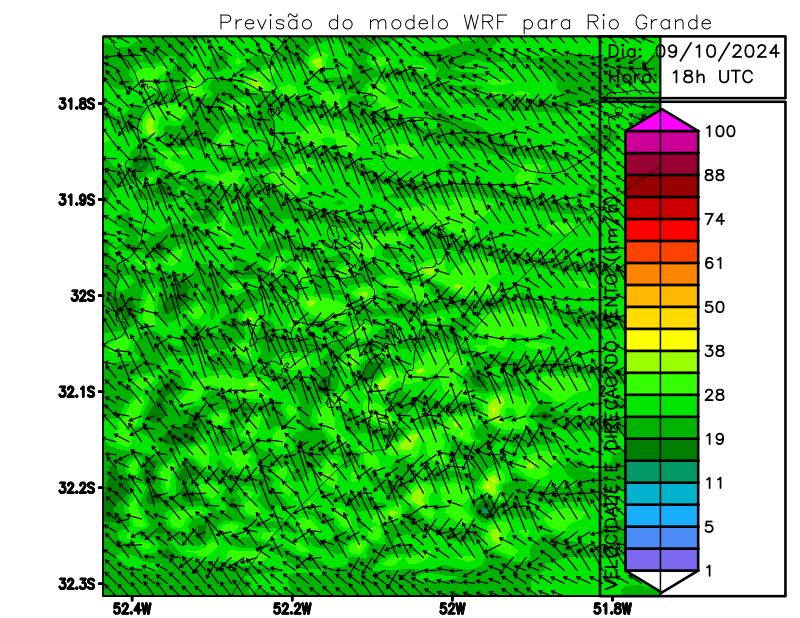 Previsão do modelo WRF para Rio Grande
Dia: 09/10/2024
Hora: 18h UTC
31.8S
31.9S
32S
32.1S
32.2S
32.3S
52.4W
52.2W
52W
51.8W
VELOCIDADE E DIREÇÃO DO VENTO (km/h)
100
88
74
61
50
38
28
19
11
5
1